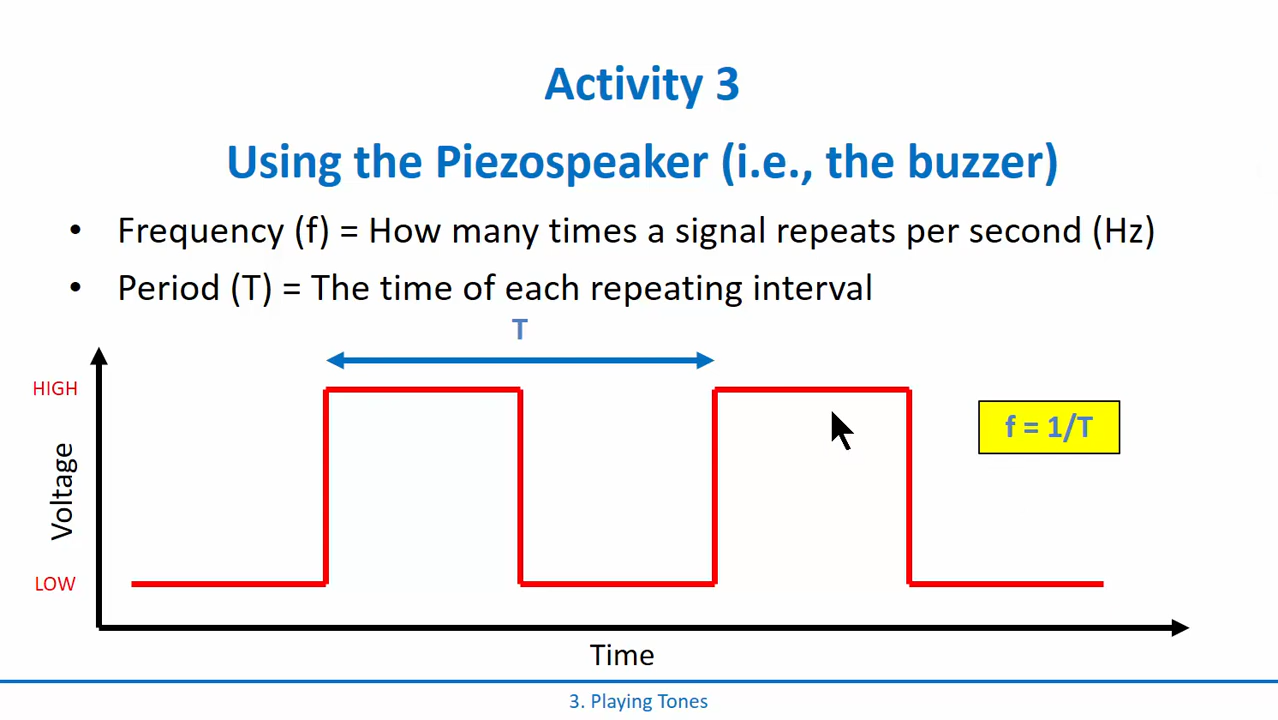 Activity 3
Using the Piezospeaker (i.e., the buzzer)
• Frequency (f) = How many times a signal repeats per second (Hz)
• Period (T) = The time of each repeating interval
T
HIGH
f = 1/T
Voltage
LOW
Time
3. Playing Tones